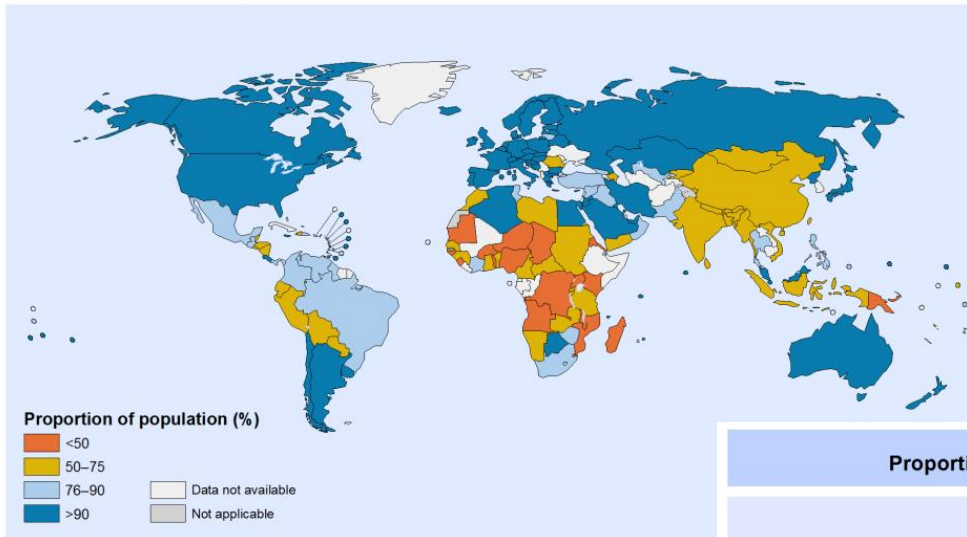 Proportion of population (%)
<50
50–75
76–90
>90
Data not available
Not applicable
Proporti